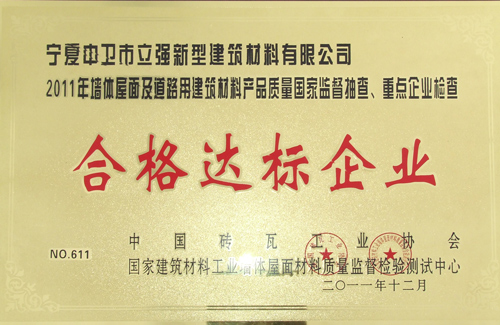 宁夏中卫市立强新型建筑材料有限公司
2011年墙体屋面及道路用建筑材料产品质量国家监督抽查、重点企业检查
合格达标企业
中国砖瓦工业协会
NO.611
国家建筑材料工业墙体屋面材料质量监督检验测试中心
二〇一一年十二月